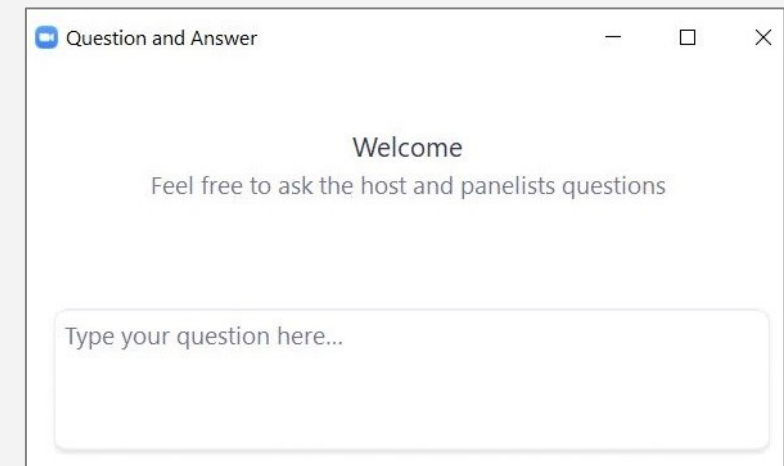 Question and Answer
Welcome
Feel free to ask the host and panelists questions
Type your question here...